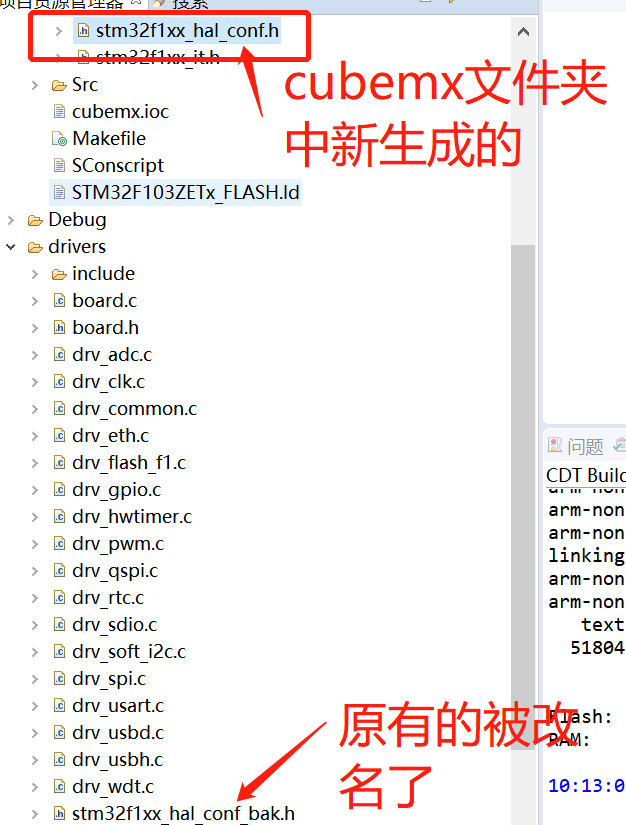 项目资源管理器
搜索
stm32f1xx_hal_conf.h
stm32f1xx_it.h
Src
cubemx.ioc
Makefile
SConscript
STM32F103ZETx_FLASH.ld
Debug
drivers
include
board.c
board.h
drv_adc.c
drv_clk.c
drv_common.c
drv_eth.c
drv_flash_f1.c
drv_gpio.c
drv_hwtimer.c
drv_pwm.c
drv_qspi.c
drv_rtc.c
drv_sdio.c
drv_soft_i2c.c
drv_spi.c
drv_usart.c
drv_usbd.c
drv_usbh.c
drv_wdt.c
stm32f1xx_hal_conf_bak.h
cubemx文件夹
中新生成的
原有的被改
名了
问题
CDT Build
arm-non
arm-non
arm-non
linking
arm-non
arm-non
text
51804
Flash:
RAM:
10:13:0